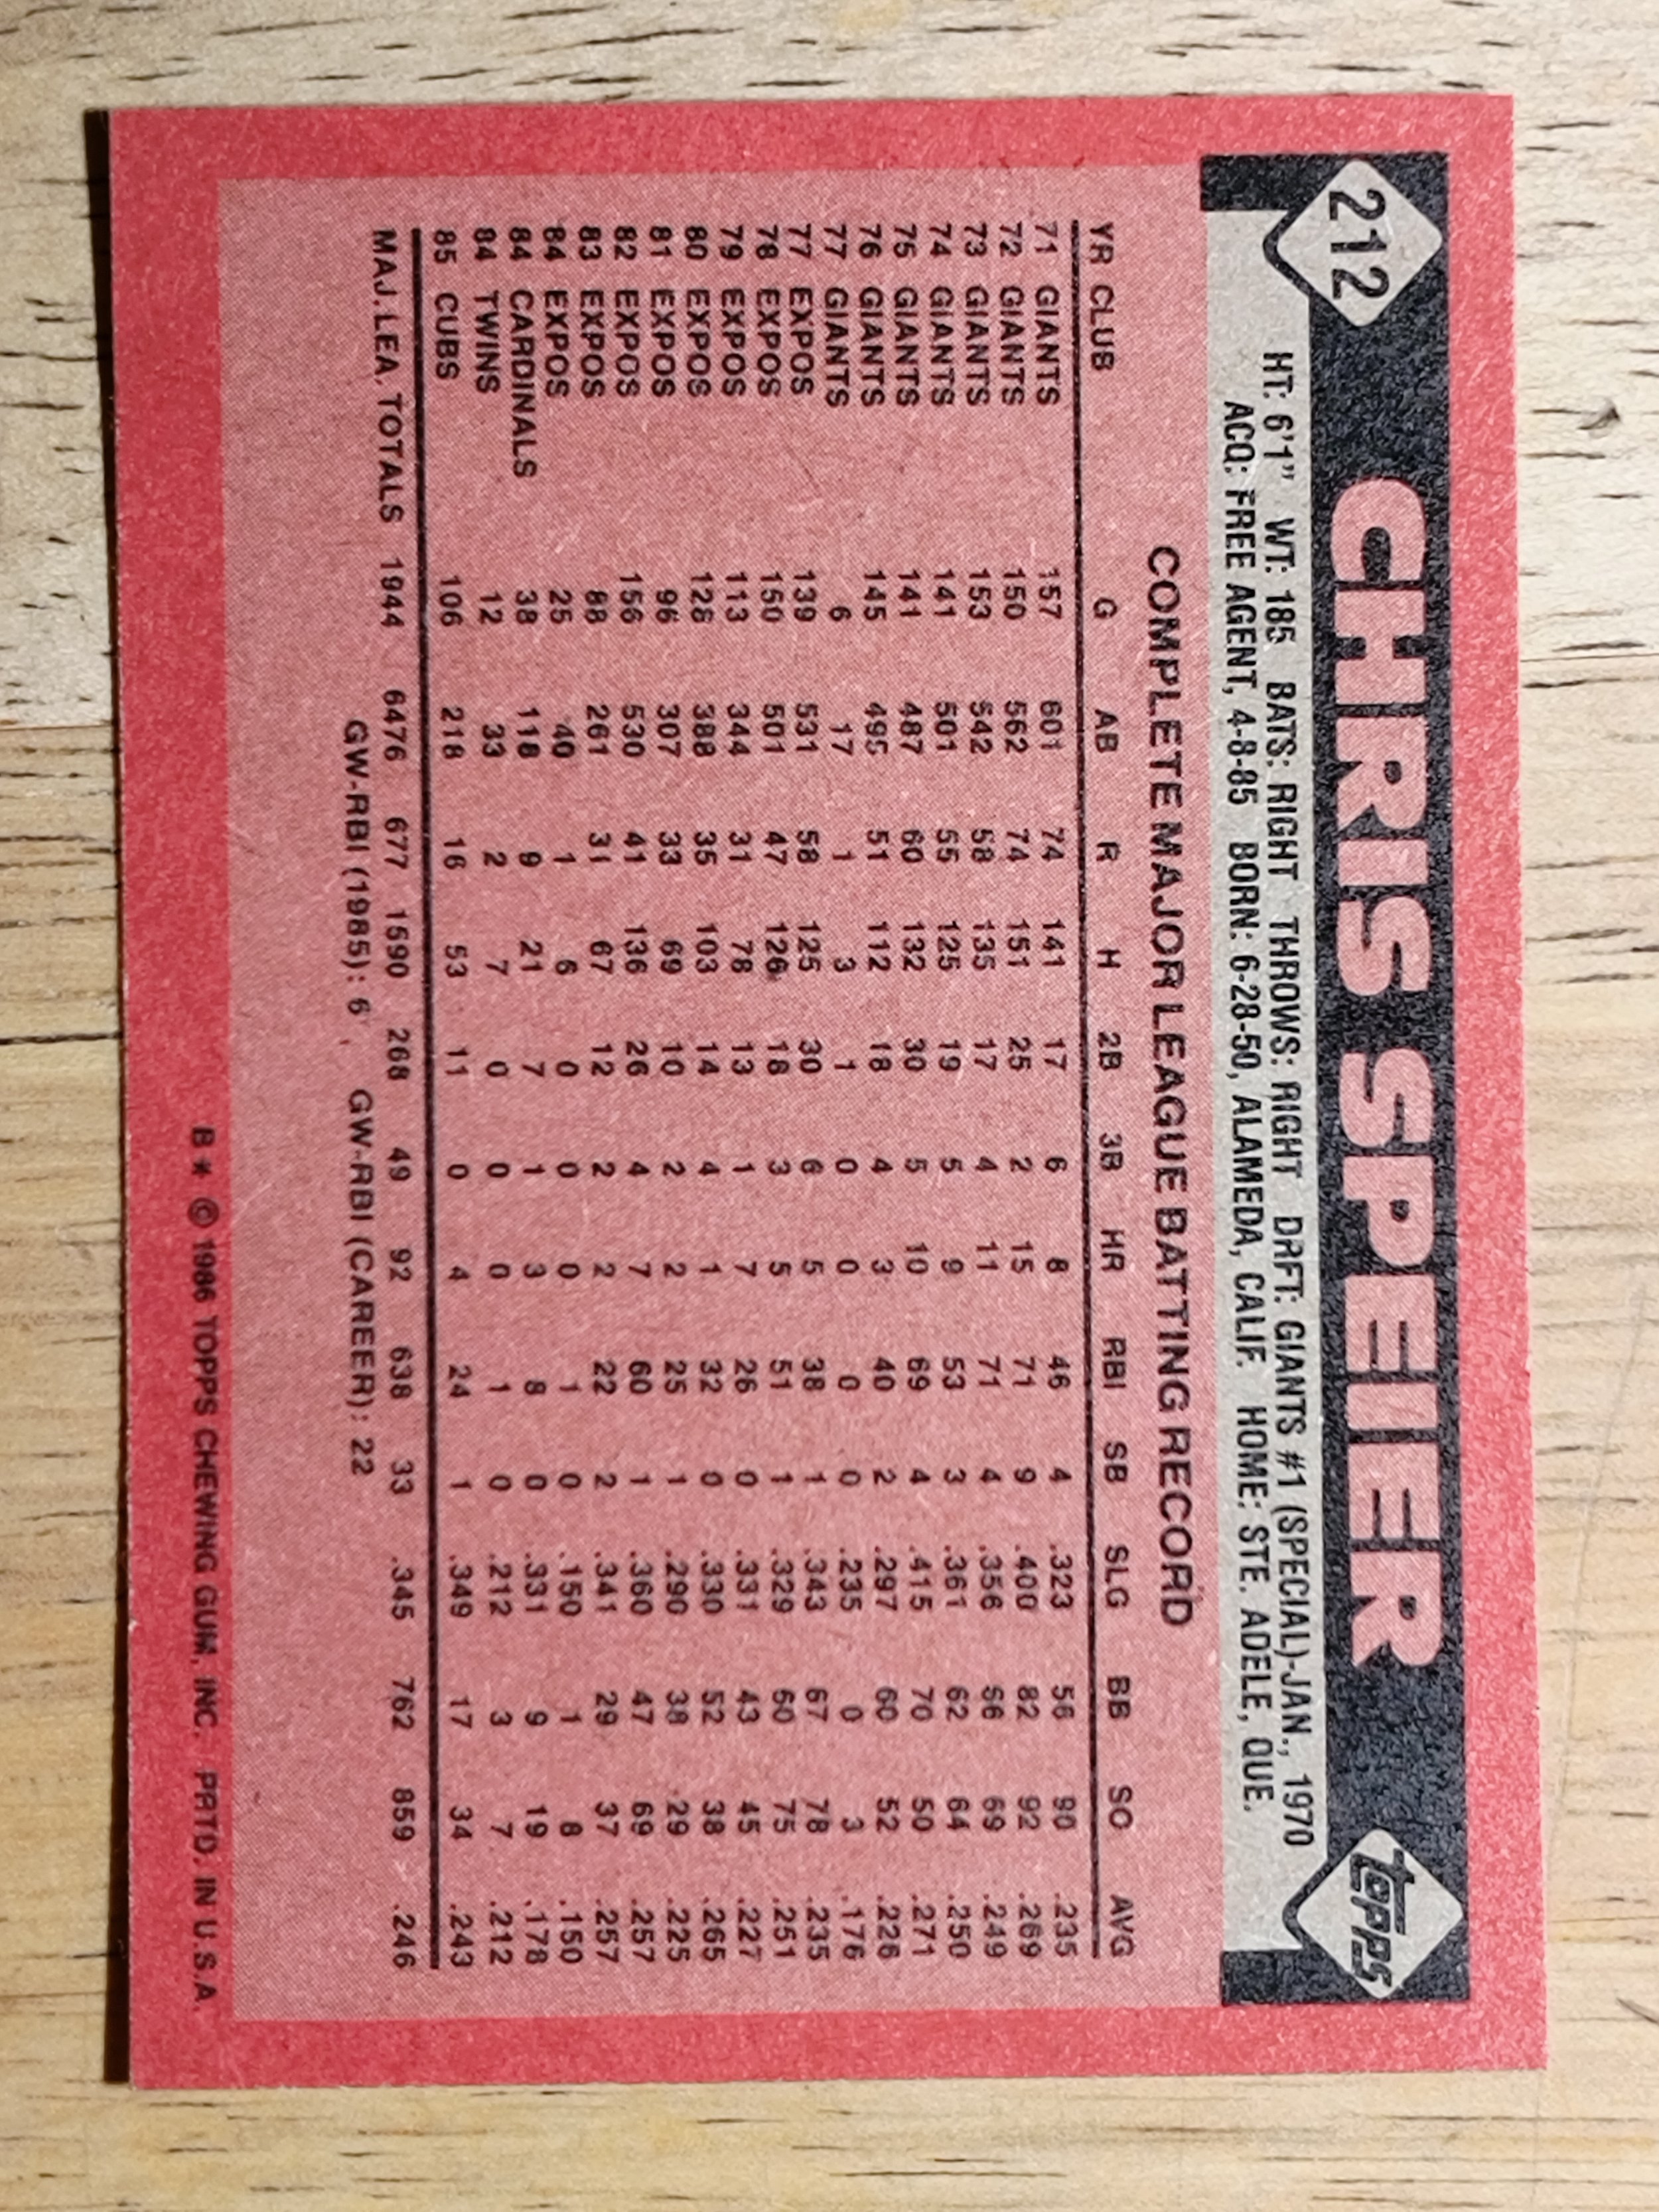 212 CHRIS SPEIER topps
HT: 6'1" WT: 185 BATS: RIGHT THROWS: RIGHT DRFT: GIANTS #1 (SPECIAL)-JAN., 1970
ACQ: FREE AGENT, 4-8-85 BORN: 6-28-50, ALAMEDA, CALIF. HOME: STE. ADELE, QUE.
COMPLETE MAJOR LEAGUE BATTING RECORD
YR CLUB G AB R H 2B 3B HR RBI SB SLG BB SO AVG
71 GIANTS 157 601 74 141 17 6 8 46 4 .323 56 90 .235
72 GIANTS 150 562 74 151 25 2 15 71 9 .400 82 92 .269
73 GIANTS 153 542 58 135 17 4 11 71 4 .356 66 69 .249
74 GIANTS 141 501 55 125 19 5 9 53 3 .361 62 64 .250
75 GIANTS 141 487 60 132 30 5 10 69 4 .415 70 50 .271
76 GIANTS 145 495 51 112 18 4 3 40 2 .297 60 52 .226
77 GIANTS 6 17 1 3 1 0 0 0 0 .235 0 3 .176
77 EXPOS 139 531 58 125 30 6 5 38 1 .343 67 78 .235
78 EXPOS 150 501 47 126 18 3 5 51 1 .329 60 75 .251
79 EXPOS 113 344 31 78 13 1 7 26 0 .331 43 45 .227
80 EXPOS 128 388 35 103 14 4 1 32 0 .330 52 38 .265
81 EXPOS 96 307 33 69 10 2 2 25 1 .290 38 29 .225
82 EXPOS 156 530 41 136 26 4 7 60 1 .360 47 69 .257
83 EXPOS 88 261 31 67 12 2 2 22 2 .341 29 37 .257
84 EXPOS 25 40 1 6 0 0 0 1 0 .150 1 8 .150
84 CARDINALS 38 118 9 21 7 1 3 8 0 .331 9 19 .178
84 TWINS 12 33 2 7 0 0 0 1 0 .212 3 7 .212
85 CUBS 106 218 16 53 11 0 4 24 1 .349 17 34 .243
MAJ. LEA. TOTALS 1944 6476 677 1590 268 49 92 638 33 .345 762 859 .246
GW-RBI (1985): 6 GW-RBI (CAREER): 22
B* © 1986 TOPPS CHEWING GUM, INC. PRTD. IN U.S.A.